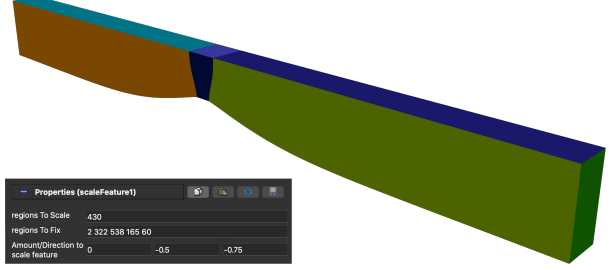 Properties (scaleFeature1)
regions To Scale 430
regions To Fix 2 322 538 165 60
Amount/Direction to 0 -0.5 -0.75
scale feature